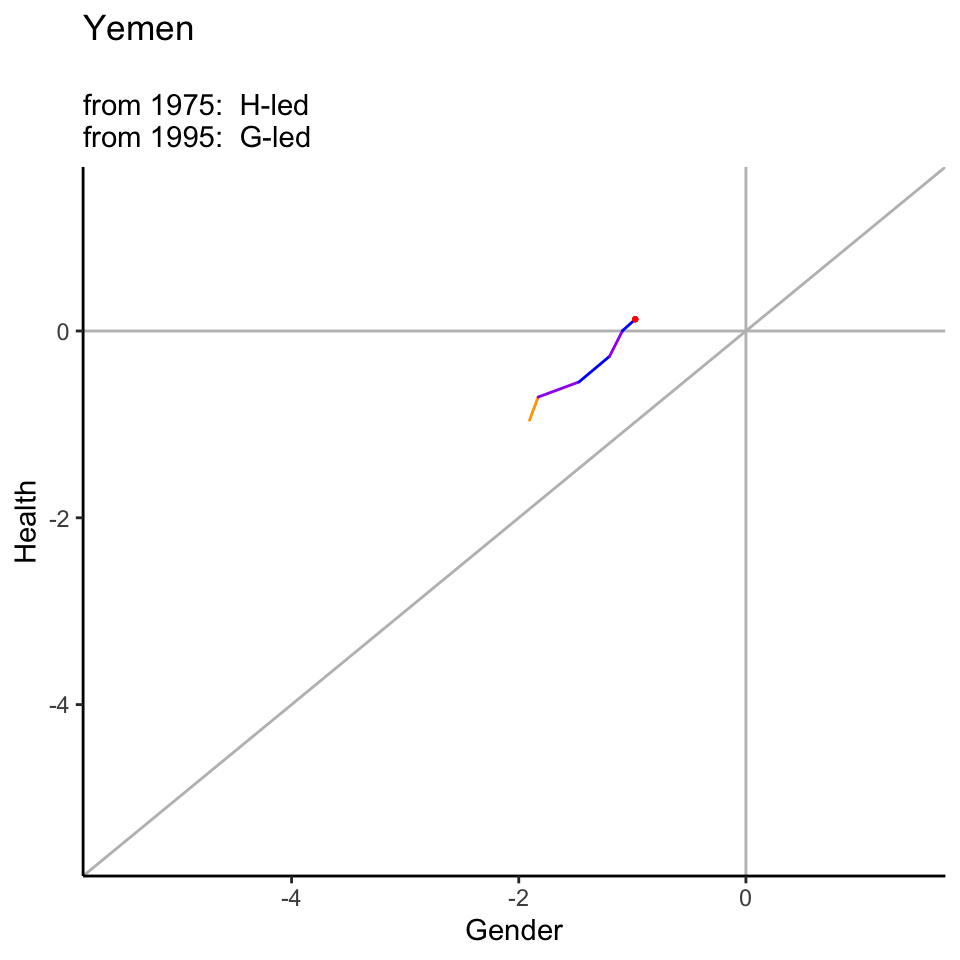 Yemen
from 1975:  H-led
from 1995:  G-led
Health
0
-2
-4
-4
-2
0
Gender